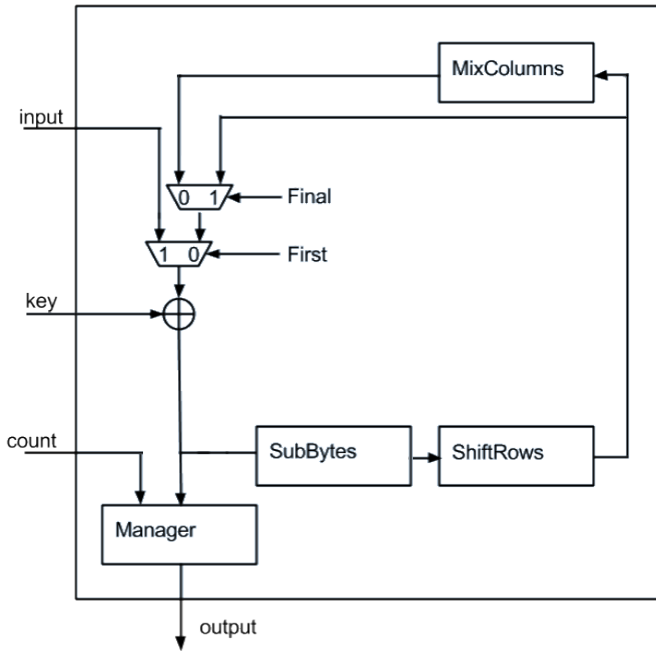 MixColumns
input
0 1
Final
1 0
First
key
count
SubBytes
ShiftRows
Manager
output